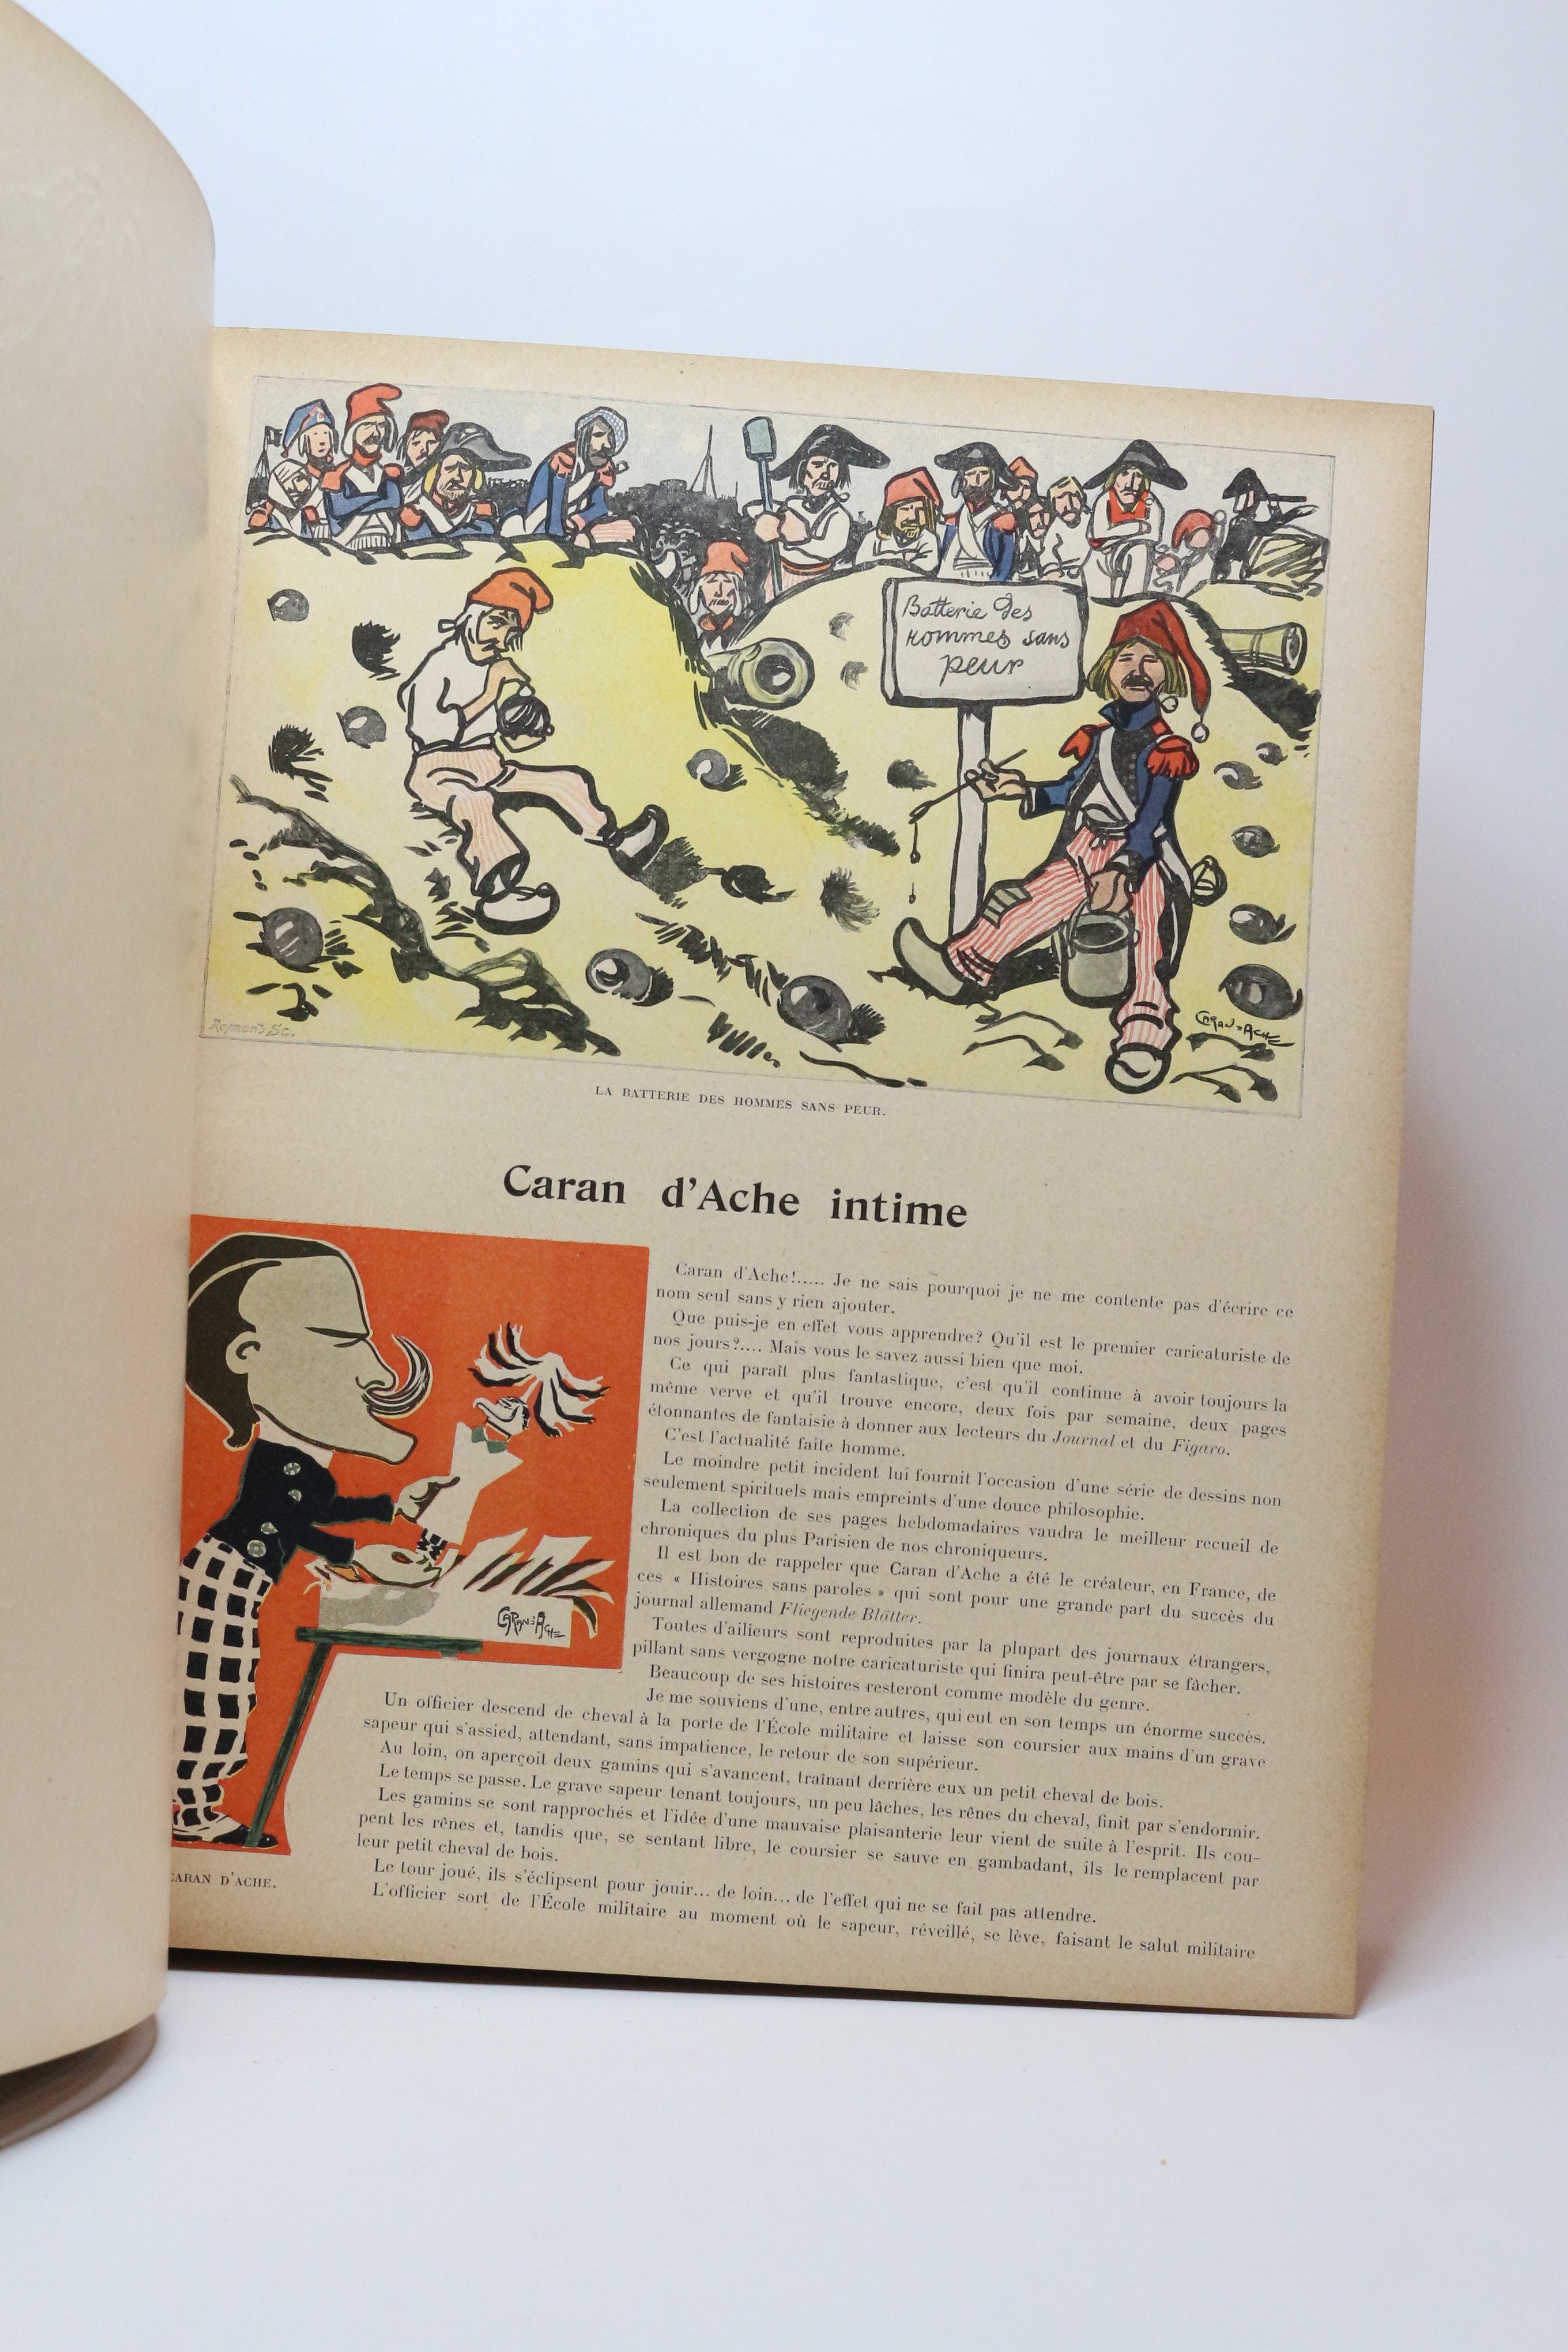 Batterie des
Hommes sans
peur
CARAN-D'ACHE
Reymond Sc.
LA BATTERIE DES HOMMES SANS PEUR.
Caran d'Ache intime
Caran d'Ache!..... Je ne sais pourquoi je ne me contente pas d'écrire ce
nom seul sans y rien ajouter.
Que puis-je en effet vous apprendre? Qu'il est le premier caricaturiste de
nos jours?.... Mais vous le savez aussi bien que moi.
Ce qui paraît plus fantastique, c'est qu'il continue à avoir toujours la
même verve et qu'il trouve encore, deux fois par semaine, deux pages
étonnantes de fantaisie à donner aux lecteurs du Journal et du Figaro.
C'est l'actualité faite homme.
Le moindre petit incident lui fournit l'occasion d'une série de dessins non
seulement spirituels mais empreints d'une douce philosophie.
La collection de ses pages hebdomadaires vaudra le meilleur recueil de
chroniques du plus Parisien de nos chroniqueurs.
Il est bon de rappeler que Caran d'Ache a été le créateur, en France, de
ces « Histoires sans paroles » qui sont pour une grande part du succès du
journal allemand Fliegende Blätter.
Toutes d'ailleurs sont reproduites par la plupart des journaux étrangers,
pillant sans vergogne notre caricaturiste qui finira peut-être par se fâcher.
Beaucoup de ses histoires resteront comme modèle du genre.
Je me souviens d'une, entre autres, qui eut en son temps un énorme succès.
Un officier descend de cheval à la porte de l'École militaire et laisse son coursier aux mains d'un grave
sapeur qui s'assied, attendant, sans impatience, le retour de son supérieur.
Au loin, on aperçoit deux gamins qui s'avancent, traînant derrière eux un petit cheval de bois.
Le temps se passe. Le grave sapeur tenant toujours, un peu lâches, les rênes du cheval, finit par s'endormir.
Les gamins se sont rapprochés et l'idée d'une mauvaise plaisanterie leur vient de suite à l'esprit. Ils cou-
pent les rênes et, tandis que, se sentant libre, le coursier se sauve en gambadant, ils le remplacent par
leur petit cheval de bois.
Le tour joué, ils s'éclipsent pour jouir... de loin... de l'effet qui ne se fait pas attendre.
L'officier sort de l'École militaire au moment où le sapeur, réveillé, se lève, faisant le salut militaire
CARAN-D'ACHE
CARAN D'ACHE.